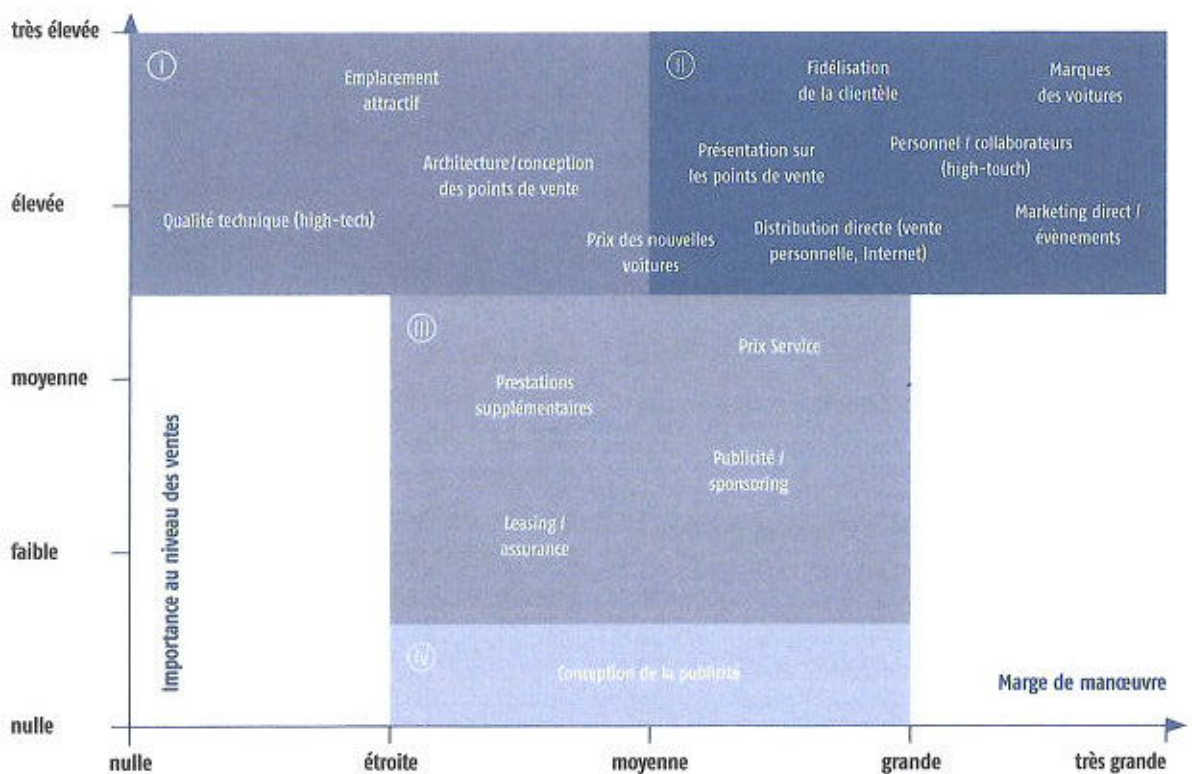 très élevée
I
Emplacement
attractif
II
Fidélisation
de la clientèle
Marques
des voitures
Architecture/conception
des points de vente
Présentation sur
les points de vente
Personnel / collaborateurs
(high-touch)
élevée
Qualité technique (high-tech)
Prix des nouvelles
voitures
Distribution directe (vente
personnelle, Internet)
Marketing direct /
évènements
III
Prix Service
moyenne
Prestations
supplémentaires
Publicité /
sponsoring
Leasing /
assurance
faible
Importance au niveau des ventes
IV
Conception de la publicité
Marge de manœuvre
nulle
nulle
étroite
moyenne
grande
très grande